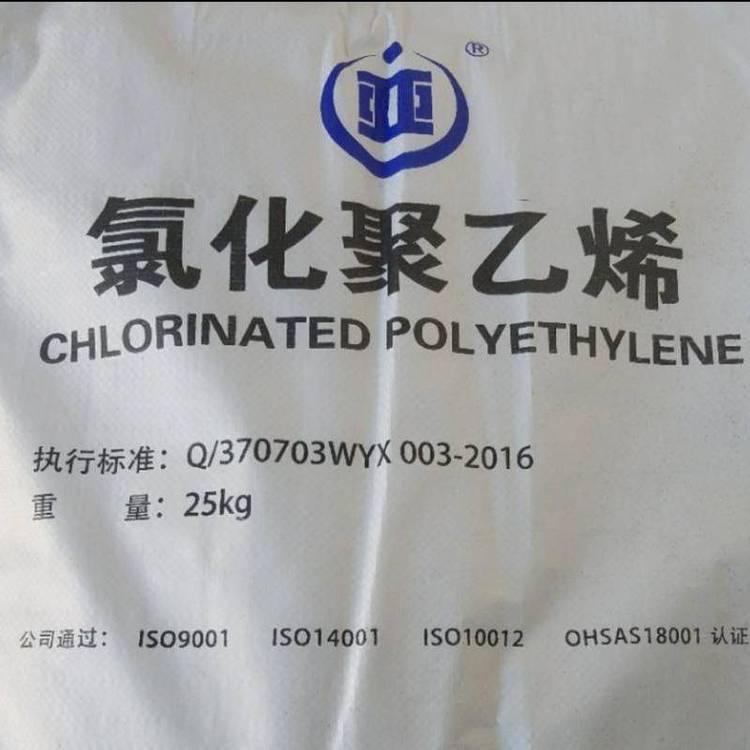 ®
氯化聚乙烯
CHLORINATED POLYETHYLENE
执行标准：Q/370703WYX 003-2016
重 量：25kg
公司通过： ISO9001 ISO14001 ISO10012 OHSAS18001 认证